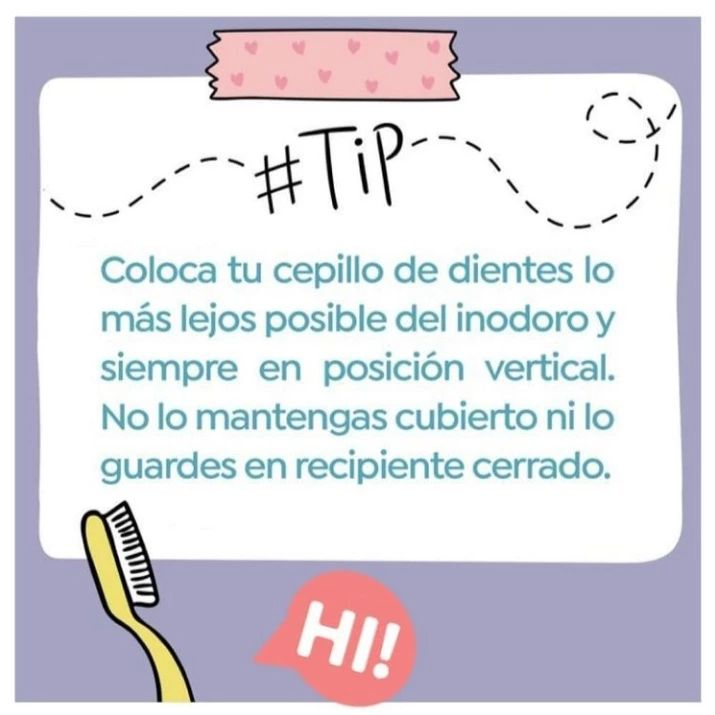 #TiP
Coloca tu cepillo de dientes lo
más lejos posible del inodoro y
siempre en posición vertical.
No lo mantengas cubierto ni lo
guardes en recipiente cerrado.
HI!